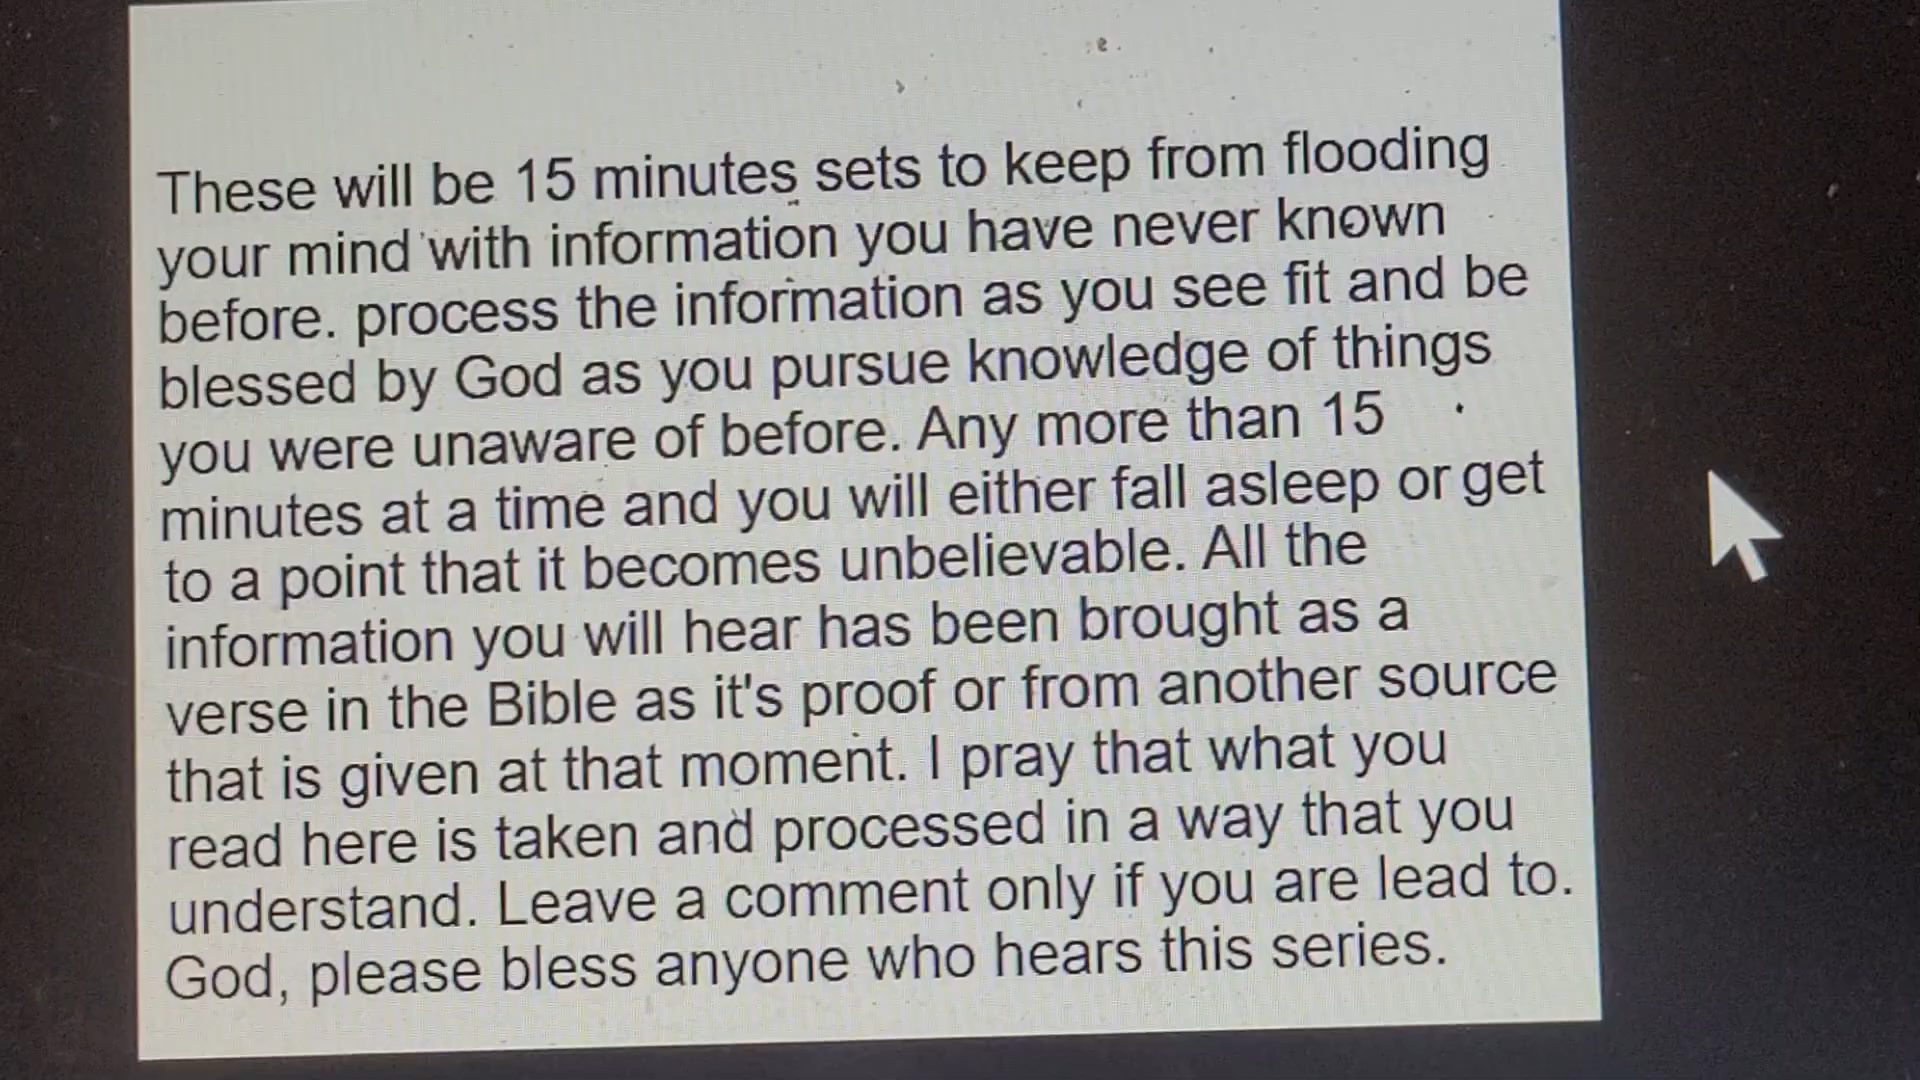 These will be 15 minutes sets to keep from flooding
your mind with information you have never known
before. process the information as you see fit and be
blessed by God as you pursue knowledge of things
you were unaware of before. Any more than 15
minutes at a time and you will either fall asleep or get
to a point that it becomes unbelievable. All the
information you will hear has been brought as a
verse in the Bible as it's proof or from another source
that is given at that moment. I pray that what you
read here is taken and processed in a way that you
understand. Leave a comment only if you are lead to.
God, please bless anyone who hears this series.